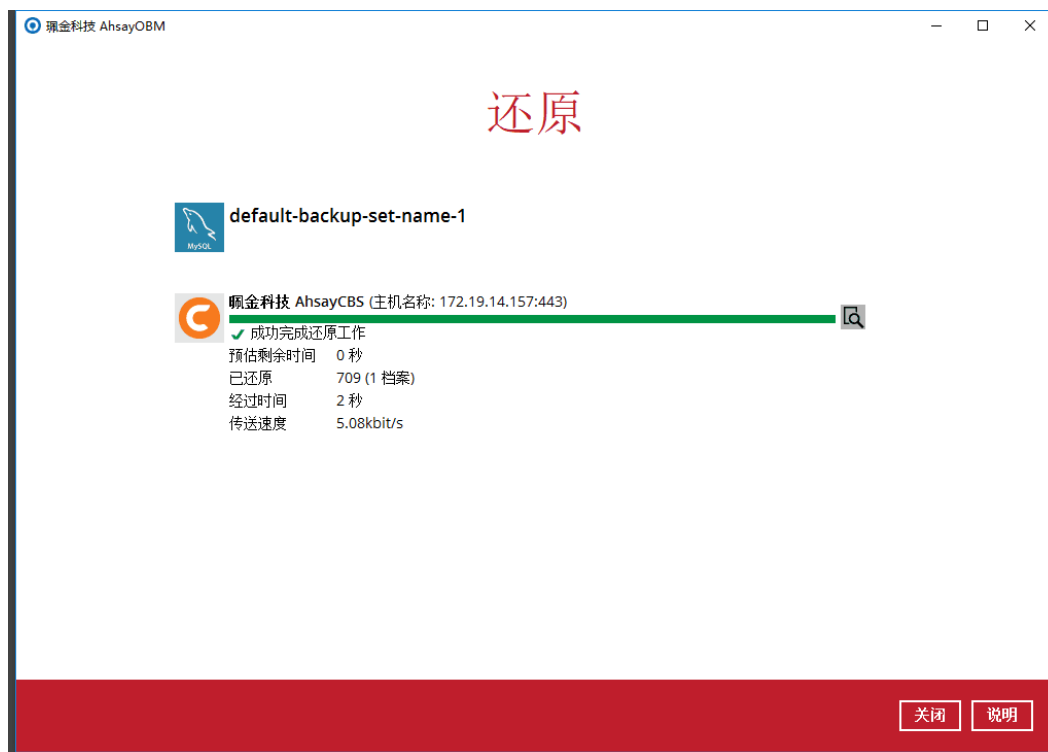 珮金科技 AhsayOBM
还原
default-backup-set-name-1
MySQL
珮金科技 AhsayCBS (主机名称: 172.19.14.157:443)
成功完成还原工作
预估剩余时间 0 秒
已还原 709 (1 档案)
经过时间 2 秒
传送速度 5.08kbit/s
关闭 说明